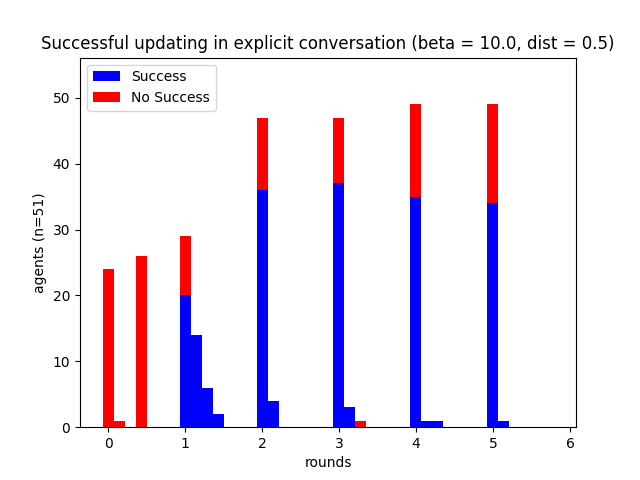 Successful updating in explicit conversation (beta = 10.0, dist = 0.5)
Success
No Success
50
40
30
20
10
0
agents (n=51)
0 1 2 3 4 5 6
rounds